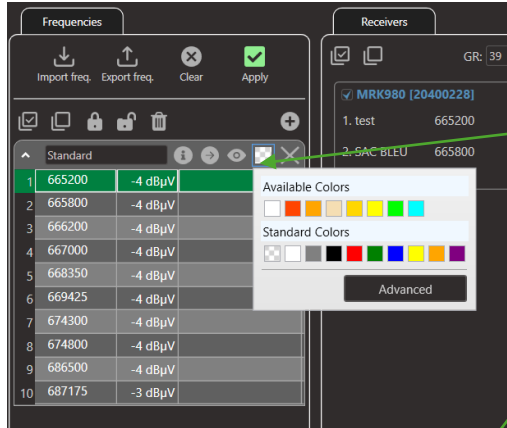 Frequencies
Receivers
Import freq. Export freq. Clear Apply
GR: 39
MRK980 [20400228]
1. test 665200
2. SAC BLEU 665800
Standard
1 665200 -4 dBµV
2 665800 -4 dBµV
3 666200 -4 dBµV
4 667000 -4 dBµV
5 668350 -4 dBµV
6 669425 -4 dBµV
7 674300 -4 dBµV
8 674800 -4 dBµV
9 686500 -4 dBµV
10 687175 -3 dBµV
Available Colors
Standard Colors
Advanced